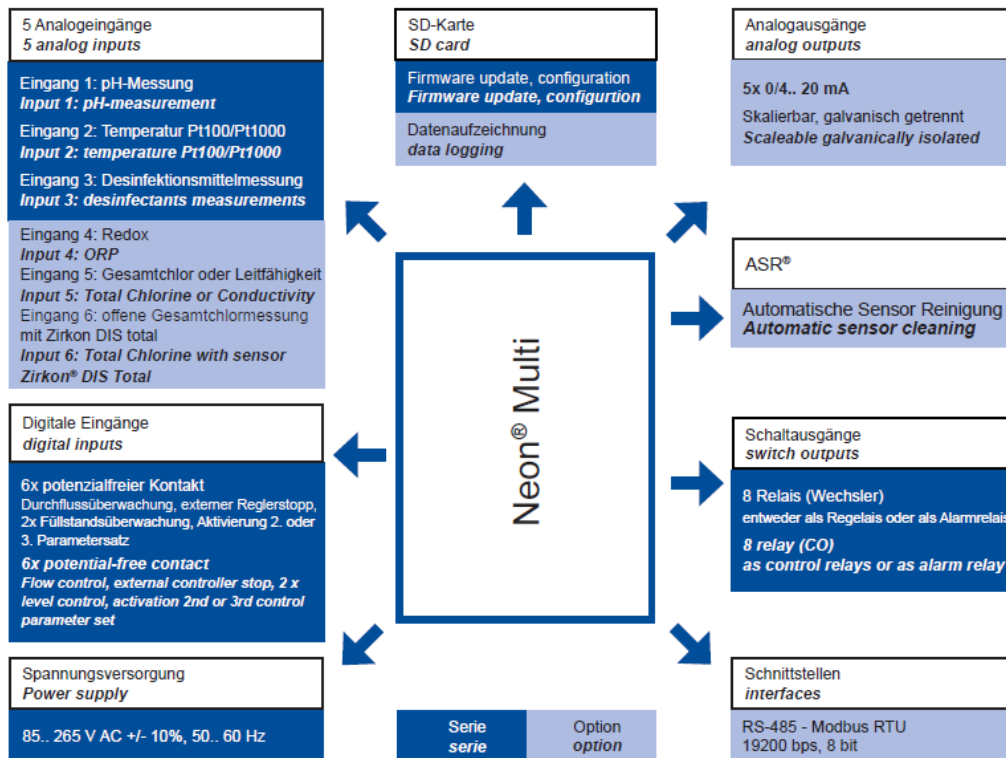 5 Analogeingänge
5 analog inputs
Eingang 1: pH-Messung
Input 1: pH-measurement
Eingang 2: Temperatur Pt100/Pt1000
Input 2: temperature Pt100/Pt1000
Eingang 3: Desinfektionsmittelmessung
Input 3: desinfectants measurements
Eingang 4: Redox
Input 4: ORP
Eingang 5: Gesamtchlor oder Leitfähigkeit
Input 5: Total Chlorine or Conductivity
Eingang 6: offene Gesamtchlormessung
mit Zirkon DIS total
Input 6: Total Chlorine with sensor
Zirkon® DIS Total
SD-Karte
SD card
Firmware update, configuration
Firmware update, configurtion
Datenaufzeichnung
data logging
Analogausgänge
analog outputs
5x 0/4.. 20 mA
Skalierbar, galvanisch getrennt
Scaleable galvanically isolated
ASR®
Automatische Sensor Reinigung
Automatic sensor cleaning
Neon® Multi
Digitale Eingänge
digital inputs
6x potenzialfreier Kontakt
Durchflussüberwachung, externer Reglerstopp,
2x Füllstandsüberwachung, Aktivierung 2. oder
3. Parametersatz
6x potential-free contact
Flow control, external controller stop, 2 x
level control, activation 2nd or 3rd control
parameter set
Schaltausgänge
switch outputs
8 Relais (Wechsler)
entweder als Regelais oder als Alarmrelais
8 relay (CO)
as control relays or as alarm relay
Spannungsversorgung
Power supply
85.. 265 V AC +/- 10%, 50.. 60 Hz
Serie
serie
Option
option
Schnittstellen
interfaces
RS-485 - Modbus RTU
19200 bps, 8 bit